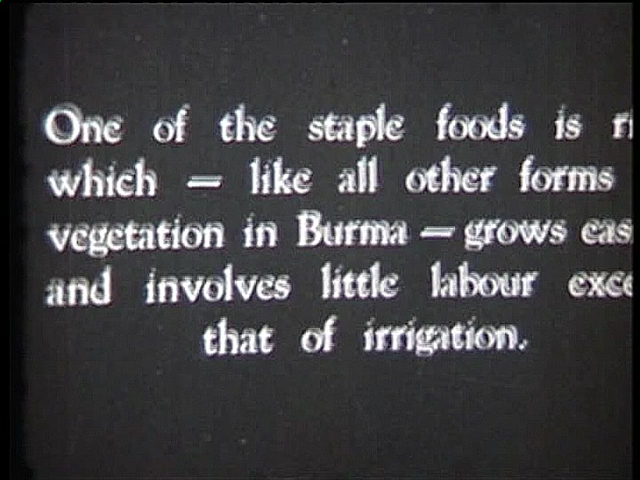 One of the staple foods is ri
which — like all other forms
vegetation in Burma — grows eas
and involves little labour exce
that of irrigation.